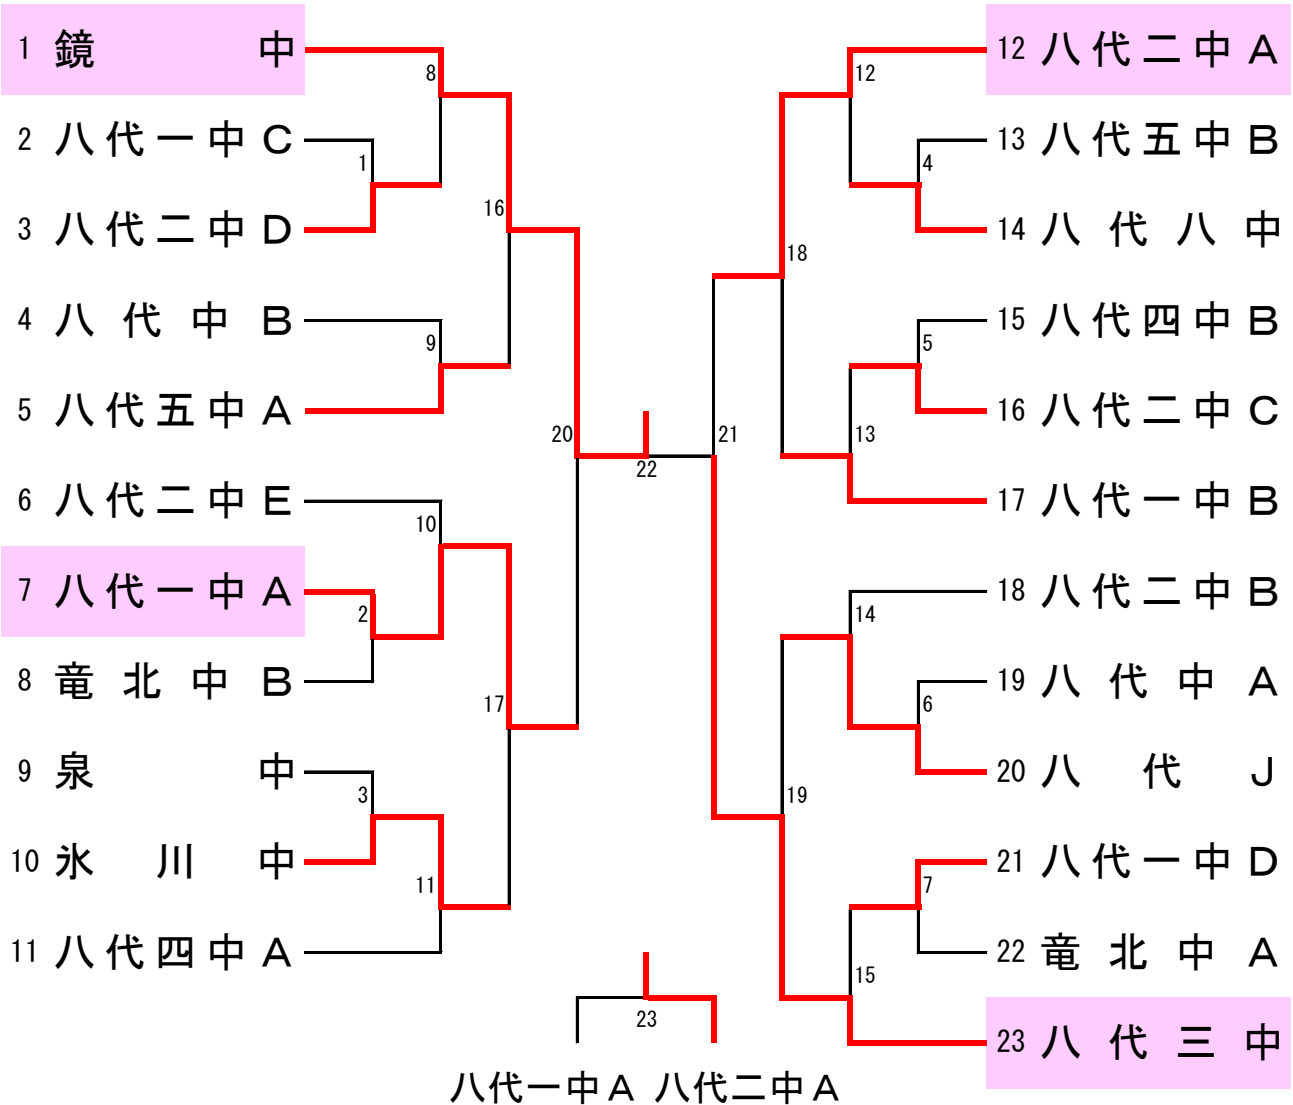 1 鏡中
2 八代一中C
3 八代二中D
4 八代中B
5 八代五中A
6 八代二中E
7 八代一中A
8 竜北中B
9 泉中
10 氷川中
11 八代四中A
8
1
16
9
20
10
2
17
3
11
22
23
八代一中A 八代二中A
12
4
18
5
21
13
14
6
19
7
15
12 八代二中A
13 八代五中B
14 八代八中
15 八代四中B
16 八代二中C
17 八代一中B
18 八代二中B
19 八代中A
20 八代J
21 八代一中D
22 竜北中A
23 八代三中